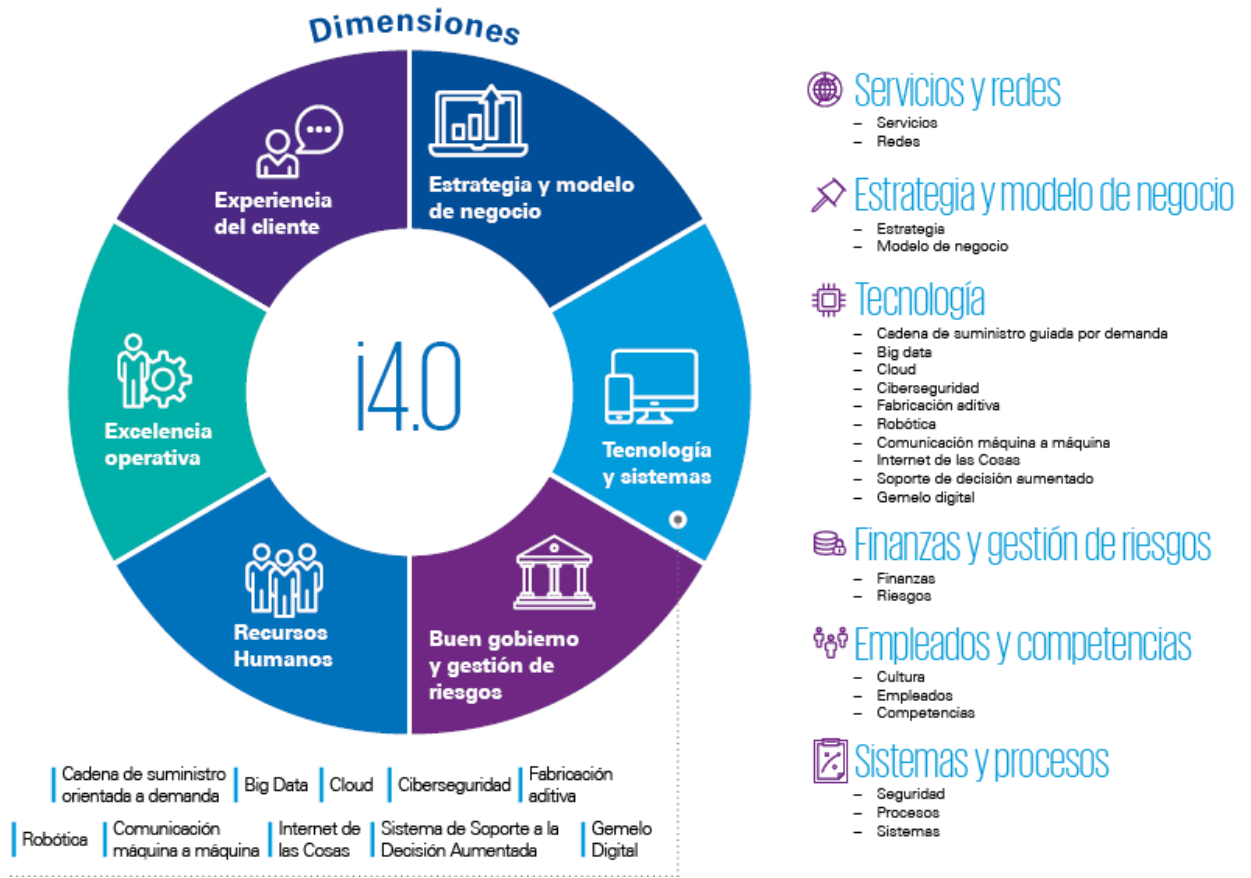 Dimensiones
Experiencia
del cliente
Estrategia y modelo
de negocio
Excelencia
operativa
i4.0
Tecnología
y sistemas
Recursos
Humanos
Buen gobierno
y gestión de
riesgos
Cadena de suministro
orientada a demanda
Big Data
Cloud
Ciberseguridad
Fabricación
aditiva
Robótica
Comunicación
máquina a máquina
Internet de
las Cosas
Sistema de Soporte a la
Decisión Aumentada
Gemelo
Digital
Servicios y redes
– Servicios
– Redes
Estrategia y modelo de negocio
– Estrategia
– Modelo de negocio
Tecnología
– Cadena de suministro guiada por demanda
– Big data
– Cloud
– Ciberseguridad
– Fabricación aditiva
– Robótica
– Comunicación máquina a máquina
– Internet de las Cosas
– Soporte de decisión aumentado
– Gemelo digital
Finanzas y gestión de riesgos
– Finanzas
– Riesgos
Empleados y competencias
– Cultura
– Empleados
– Competencias
Sistemas y procesos
– Seguridad
– Procesos
– Sistemas